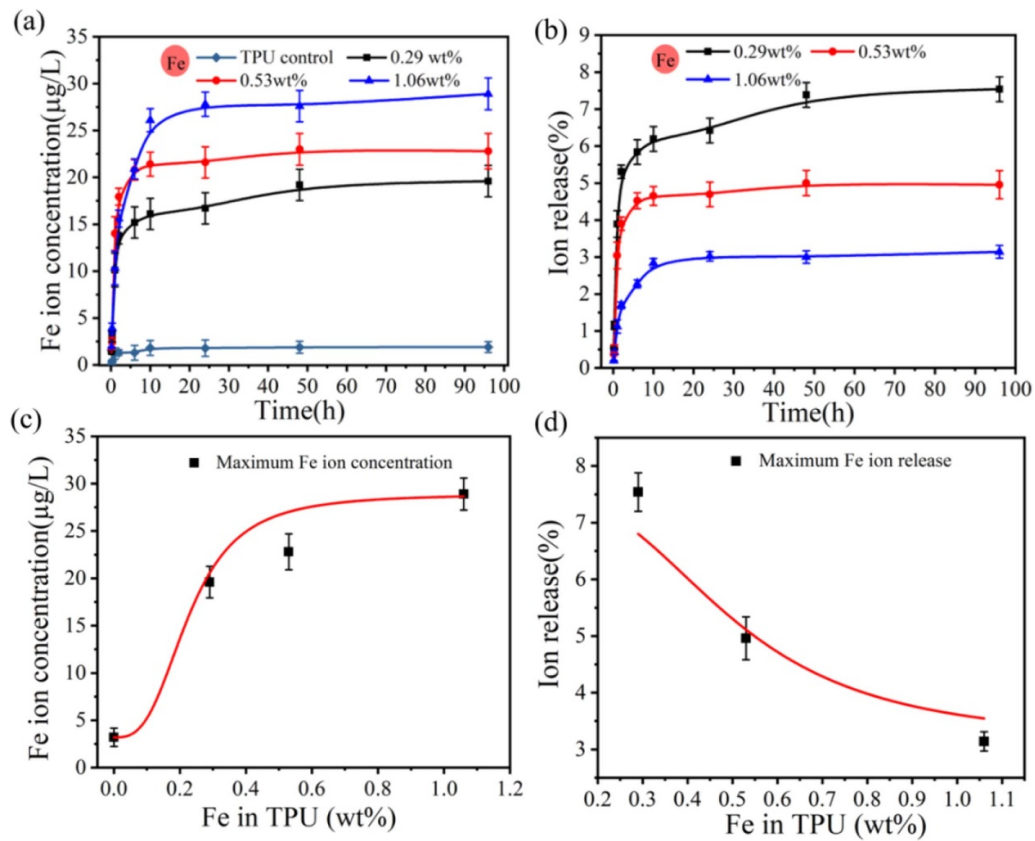 (a)
Fe ion concentration(μg/L)
35
30
25
20
15
10
5
0
Fe
TPU control
0.29 wt%
0.53wt%
1.06wt%
0 10 20 30 40 50 60 70 80 90 100
Time(h)
(b)
Ion release(%)
9
8
7
6
5
4
3
2
1
0
Fe
0.29wt%
0.53wt%
1.06wt%
0 10 20 30 40 50 60 70 80 90 100
Time(h)
(c)
Fe ion concentration(μg/L)
35
30
25
20
15
10
5
0
Maximum Fe ion concentration
0.0 0.2 0.4 0.6 0.8 1.0 1.2
Fe in TPU (wt%)
(d)
Ion release(%)
8
7
6
5
4
3
Maximum Fe ion release
0.2 0.3 0.4 0.5 0.6 0.7 0.8 0.9 1.0 1.1
Fe in TPU (wt%)